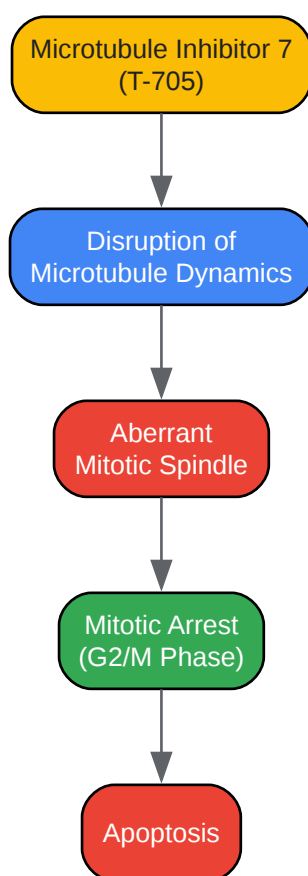 Microtubule Inhibitor 7
(T-705)
Disruption of
Microtubule Dynamics
Aberrant
Mitotic Spindle
Mitotic Arrest
(G2/M Phase)
Apoptosis